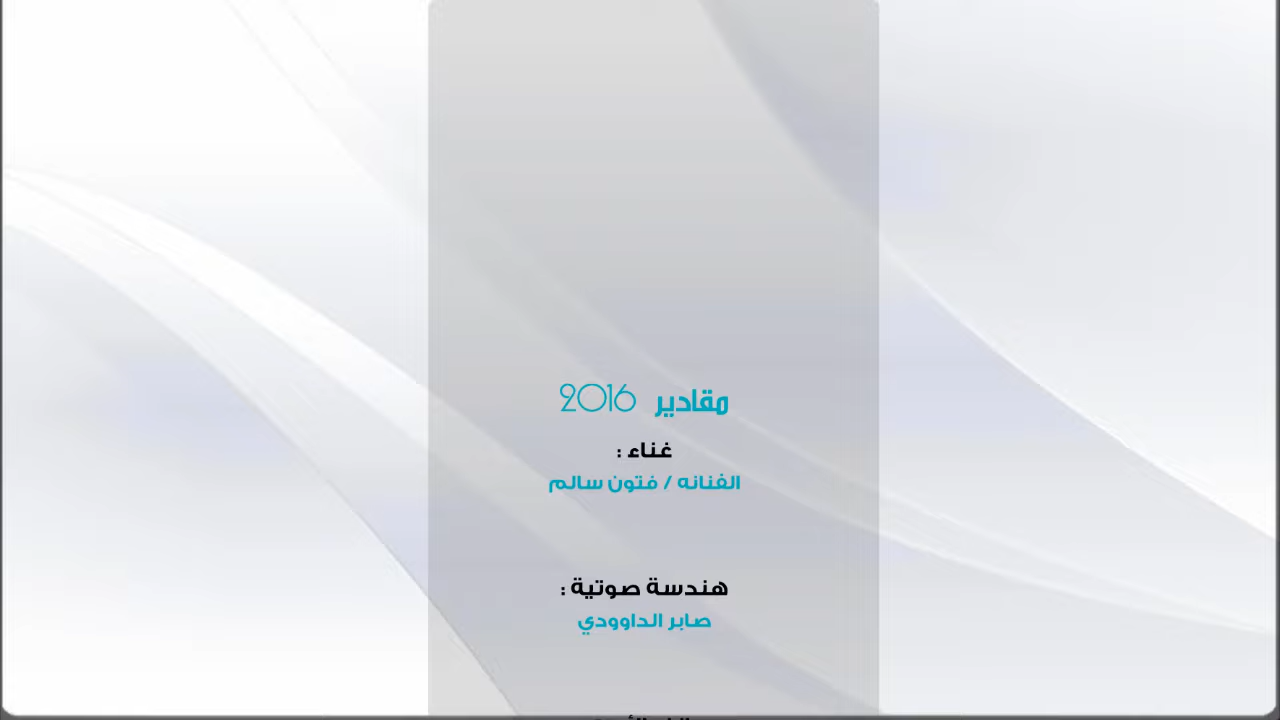 مقادير 2016
غناء :
الفنانه / فتون سالم
هندسة صوتية :
صابر الداوودي